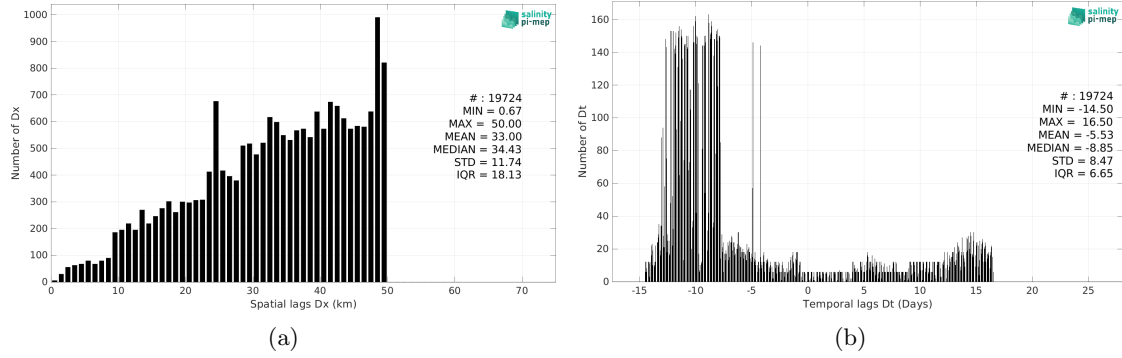 1000
900
800
700
600
500
400
300
200
100
0
Number of Dx
0
10
20
30
40
50
60
70
Spatial lags Dx (km)
salinity
pi-mep
# : 19724
MIN = 0.67
MAX = 50.00
MEAN = 33.00
MEDIAN = 34.43
STD = 11.74
IQR = 18.13
(a)
160
140
120
100
80
60
40
20
0
Number of Dt
-15
-10
-5
0
5
10
15
20
25
Temporal lags Dt (Days)
salinity
pi-mep
# : 19724
MIN = -14.50
MAX = 16.50
MEAN = -5.53
MEDIAN = -8.85
STD = 8.47
IQR = 6.65
(b)